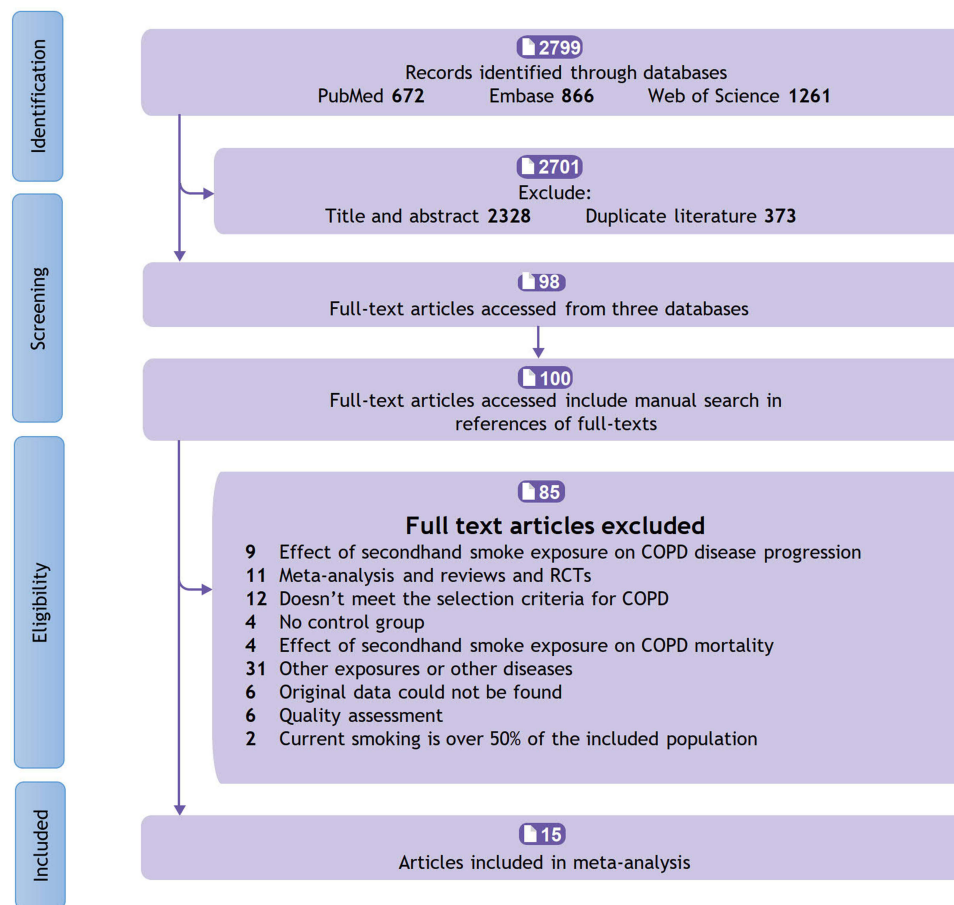 Identification
2799
Records identified through databases
PubMed 672 Embase 866 Web of Science 1261
2701
Exclude:
Title and abstract 2328 Duplicate literature 373
Screening
98
Full-text articles accessed from three databases
100
Full-text articles accessed include manual search in
references of full-texts
Eligibility
85
Full text articles excluded
9 Effect of secondhand smoke exposure on COPD disease progression
11 Meta-analysis and reviews and RCTs
12 Doesn’t meet the selection criteria for COPD
4 No control group
4 Effect of secondhand smoke exposure on COPD mortality
31 Other exposures or other diseases
6 Original data could not be found
6 Quality assessment
2 Current smoking is over 50% of the included population
Included
15
Articles included in meta-analysis